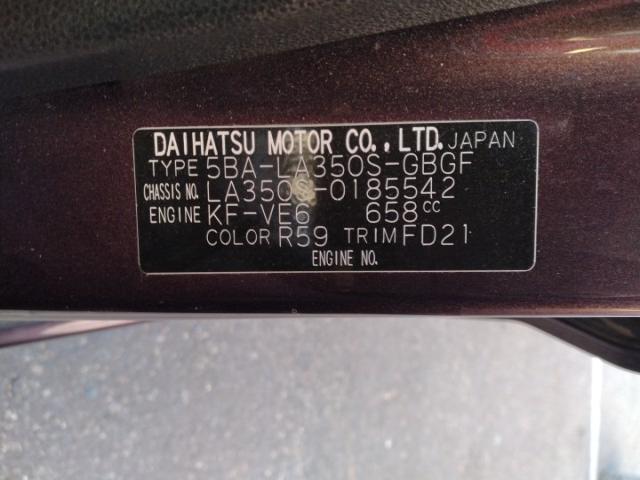 DAIHATSU MOTOR CO., LTD. JAPAN
TYPE 5BA-LA350S-GBGF
CHASSIS NO. LA350S-0185542
ENGINE KF-VE6 658cc
COLOR R59 TRIM FD21
ENGINE NO.